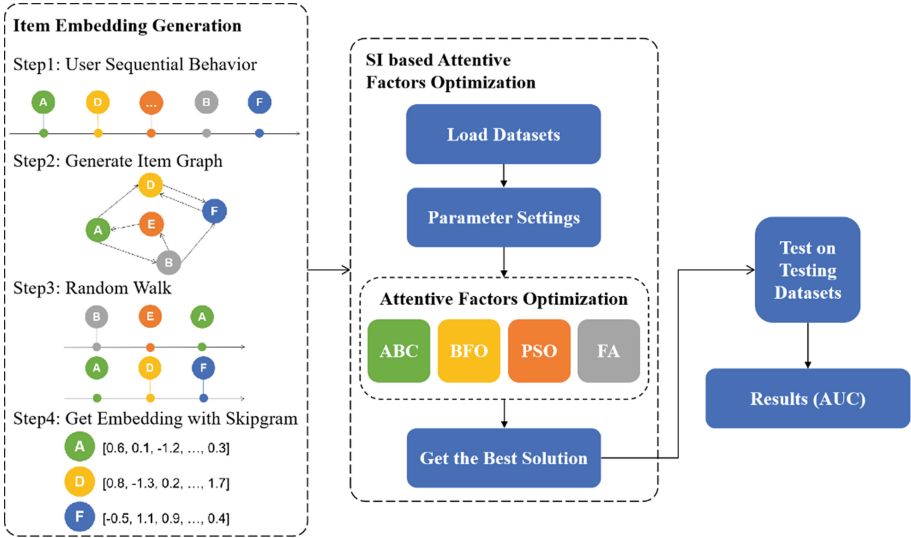 Item Embedding Generation
Step1: User Sequential Behavior
A D ... B F
Step2: Generate Item Graph
D
F
E
A
B
Step3: Random Walk
B E A
A D F
Step4: Get Embedding with Skipgram
A [0.6, 0.1, -1.2, ..., 0.3]
D [0.8, -1.3, 0.2, ..., 1.7]
F [-0.5, 1.1, 0.9, ..., 0.4]
SI based Attentive
Factors Optimization
Load Datasets
Parameter Settings
Attentive Factors Optimization
ABC BFO PSO FA
Get the Best Solution
Test on
Testing
Datasets
Results (AUC)